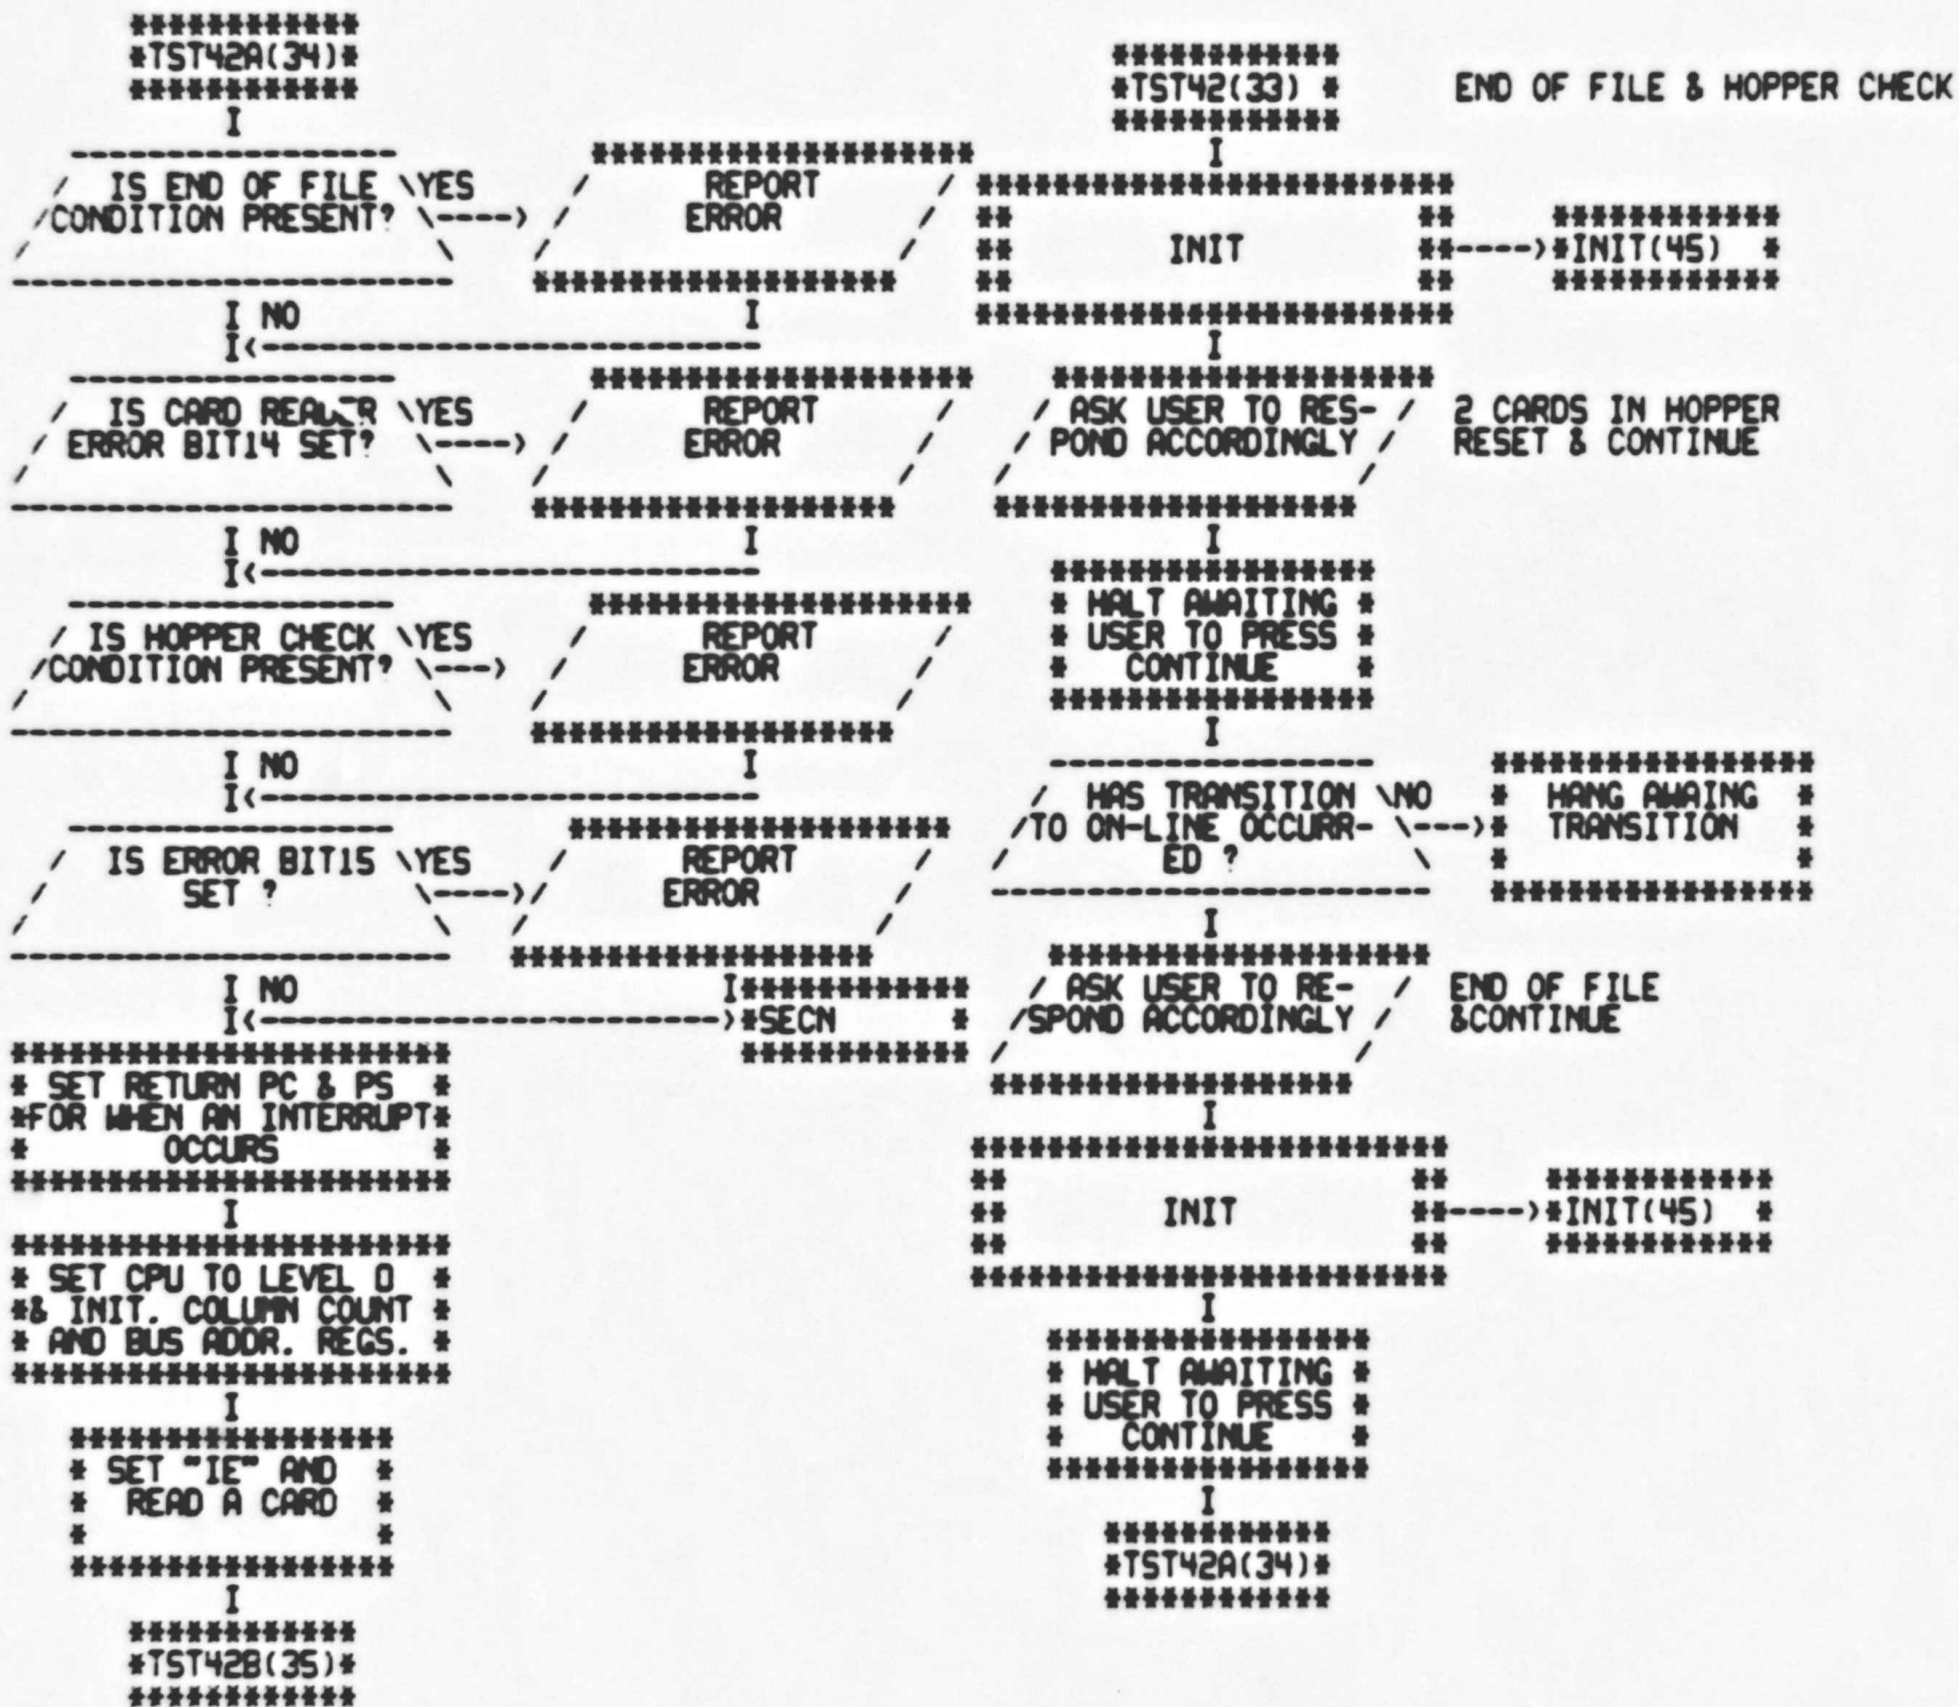 *TST42A(34)*
IS END OF FILE YES
CONDITION PRESENT?
REPORT
ERROR
NO
IS CARD READER YES
ERROR BIT14 SET?
REPORT
ERROR
NO
IS HOPPER CHECK YES
CONDITION PRESENT?
REPORT
ERROR
NO
IS ERROR BIT15 YES
SET ?
REPORT
ERROR
NO
*SECN *
SET RETURN PC & PS
FOR WHEN AN INTERRUPT
OCCURS
SET CPU TO LEVEL 0
& INIT. COLUMN COUNT
AND BUS ADDR. REGS.
SET "IE" AND
READ A CARD
*TST42B(35)*
*TST42(33) *
END OF FILE & HOPPER CHECK
INIT
*INIT(45) *
ASK USER TO RES-
POND ACCORDINGLY
2 CARDS IN HOPPER
RESET & CONTINUE
HALT AWAITING
USER TO PRESS
CONTINUE
HAS TRANSITION NO
TO ON-LINE OCCURR-
ED ?
HANG AWAING
TRANSITION
ASK USER TO RE-
SPOND ACCORDINGLY
END OF FILE
&CONTINUE
INIT
*INIT(45) *
HALT AWAITING
USER TO PRESS
CONTINUE
*TST42A(34)*